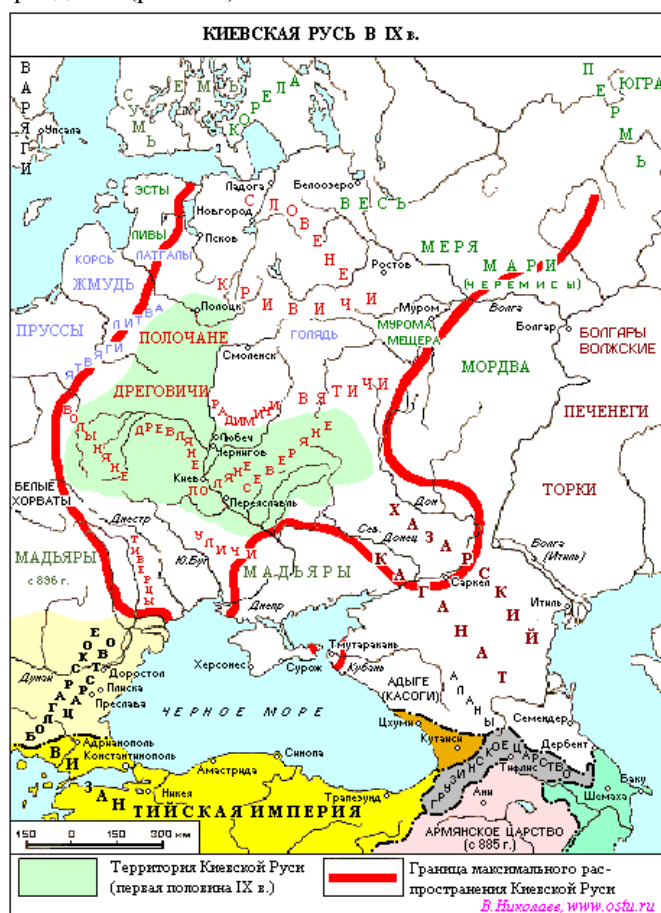 КИЕВСКАЯ РУСЬ В IX в.
ВАРЯГИ
Упсала
СУМЬ
ЕМЬ
КОРЕЛА
ПЕРМЬ
ЮГРА
ЭСТЫ
Ладога
Белоозеро
ВЕСЬ
Новгород
СЛОВЕНЕ
ЛИВЫ
Псков
КОРСЬ
ЛАТГАЛЫ
МЕРЯ
Ростов
МАРИ
(ЧЕРЕМИСЫ)
ЖМУДЬ
КРИВИЧИ
Полоцк
Муром
Волга
Болгар
БОЛГАРЫ
ВОЛЖСКИЕ
ПРУССЫ
ЛИТВА
ПОЛОЧАНЕ
ГОЛЯДЬ
МУРОМА
МЕЩЕРА
Смоленск
ЯТВЯГИ
МОРДВА
ДРЕГОВИЧИ
РАДИМИЧИ
ВЯТИЧИ
ПЕЧЕНЕГИ
ВОЛЫНЯНЕ
ДРЕВЛЯНЕ
Любеч
Чернигов
СЕВЕРЯНЕ
Киев
ПОЛЯНЕ
Переяславль
ТОРКИ
БЕЛЫЕ
ХОРВАТЫ
Днестр
Дон
ХАЗАРСКИЙ
КАГАНАТ
Сев.
Донец
Волга
(Итиль)
МАДЬЯРЫ
с 896 г.
ТИВЕРЦЫ
УЛИЧИ
Ю.Буг
МАДЬЯРЫ
Саркел
Итиль
Днепр
Тмутаракань
Херсонес
Сурож
Кубань
Дунай
БОЛГАРСКОЕ
ЦАРСТВО
Доростол
Плиска
Преслава
АДЫГЕ
(КАСОГИ)
АЛАНЫ
ЧЕРНОЕ МОРЕ
Семендер
Цхуми
Кутаиси
Дербент
Адрианополь
Константинополь
Синопа
ГРУЗИНСКОЕ ЦАРСТВО
Тифлис
Амастрида
Баку
Никея
Трапезунд
Ани
Шемаха
ВИЗАНТИЙСКАЯ ИМПЕРИЯ
АРМЯНСКОЕ ЦАРСТВО
(с 885 г.)
150 0 150 300 км
Территория Киевской Руси
(первая половина IX в.)
Граница максимального рас-
пространения Киевской Руси
В.Николаев, www.ostu.ru